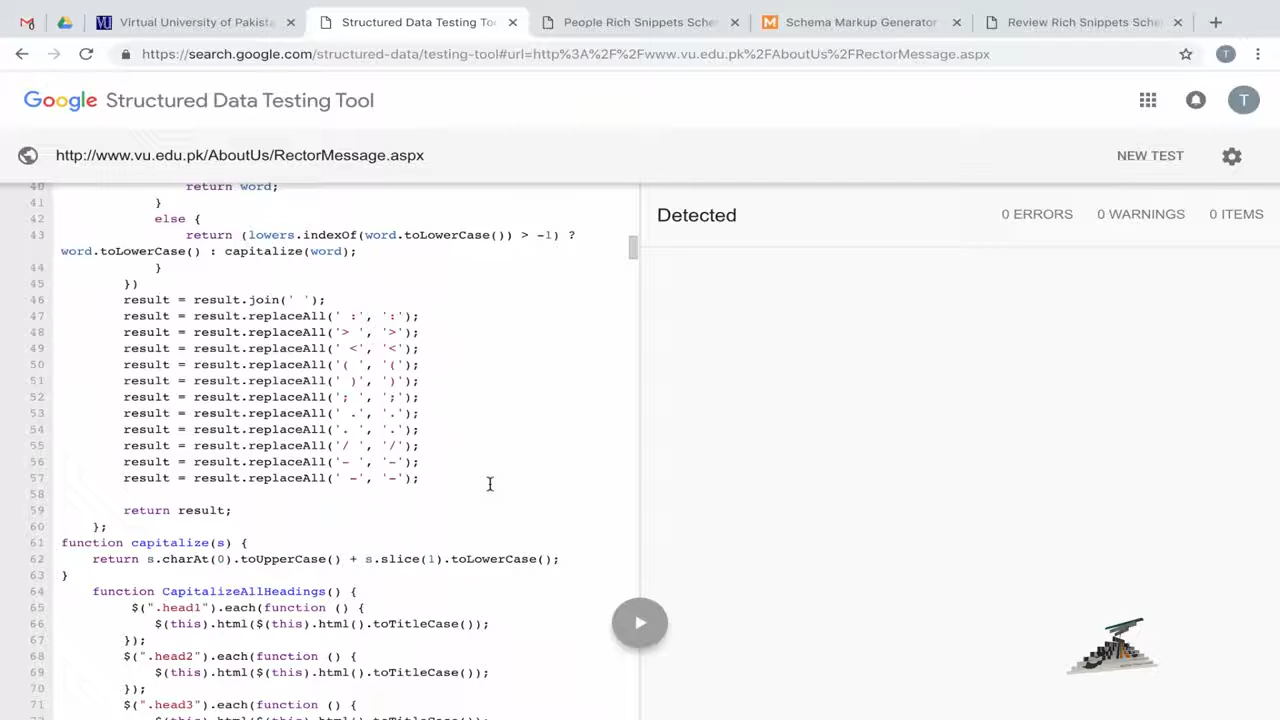 Virtual University of Pakista
Structured Data Testing Too
People Rich Snippets Sche
Schema Markup Generator
Review Rich Snippets Sche
https://search.google.com/structured-data/testing-tool#url=http%3A%2F%2Fwww.vu.edu.pk%2FAboutUs%2FRectorMessage.aspx
T
Google Structured Data Testing Tool
T
http://www.vu.edu.pk/AboutUs/RectorMessage.aspx
NEW TEST
Detected
0 ERRORS 0 WARNINGS 0 ITEMS
40 return word;
41 }
42 else {
43 return (lowers.indexOf(word.toLowerCase()) > -1) ?
word.toLowerCase() : capitalize(word);
44 }
45 })
46 result = result.join(' ');
47 result = result.replaceAll(' :', ':');
48 result = result.replaceAll('> ', '>');
49 result = result.replaceAll(' <', '<');
50 result = result.replaceAll('( ', '(');
51 result = result.replaceAll(' )', ')');
52 result = result.replaceAll('; ', ';');
53 result = result.replaceAll(' .', '.');
54 result = result.replaceAll('. ', '.');
55 result = result.replaceAll('/ ', '/');
56 result = result.replaceAll('- ', '-');
57 result = result.replaceAll(' -', '-');
58
59 return result;
60 };
61 function capitalize(s) {
62 return s.charAt(0).toUpperCase() + s.slice(1).toLowerCase();
63 }
64 function CapitalizeAllHeadings() {
65 $(".head1").each(function () {
66 $(this).html($(this).html().toTitleCase());
67 });
68 $(".head2").each(function () {
69 $(this).html($(this).html().toTitleCase());
70 });
71 $(".head3").each(function () {
72 $(this).html($(this).html().toTitleCase());